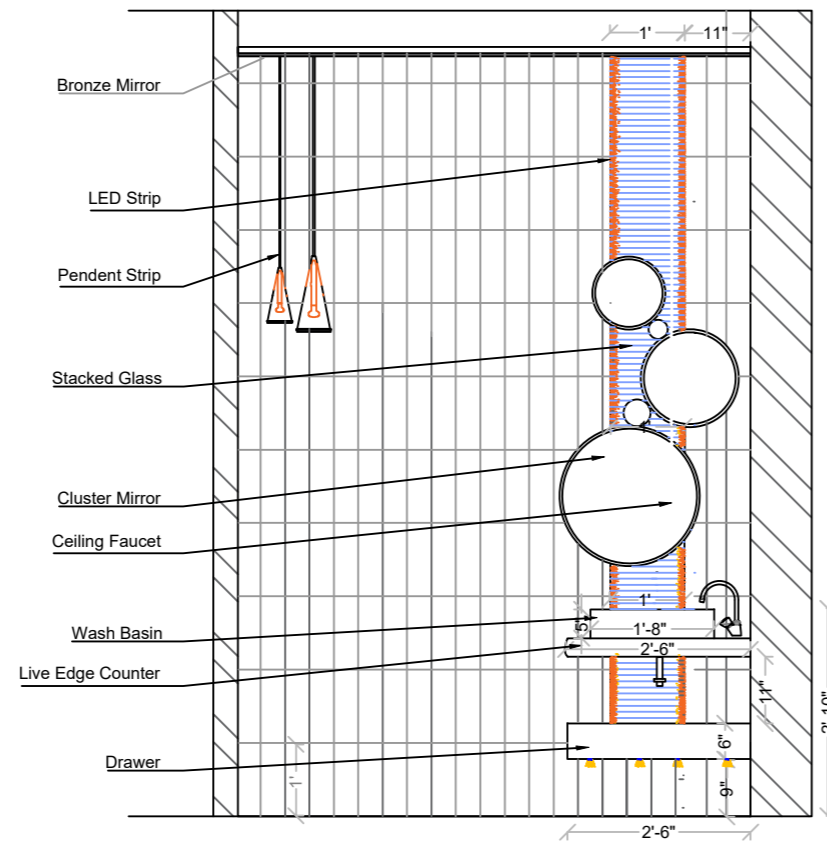 1'
11"
Bronze Mirror
LED Strip
Pendent Strip
Stacked Glass
Cluster Mirror
Ceiling Faucet
1'
5"
Wash Basin
1'-8"
2'-6"
Live Edge Counter
11"
6"
Drawer
1'
9"
2'-6"